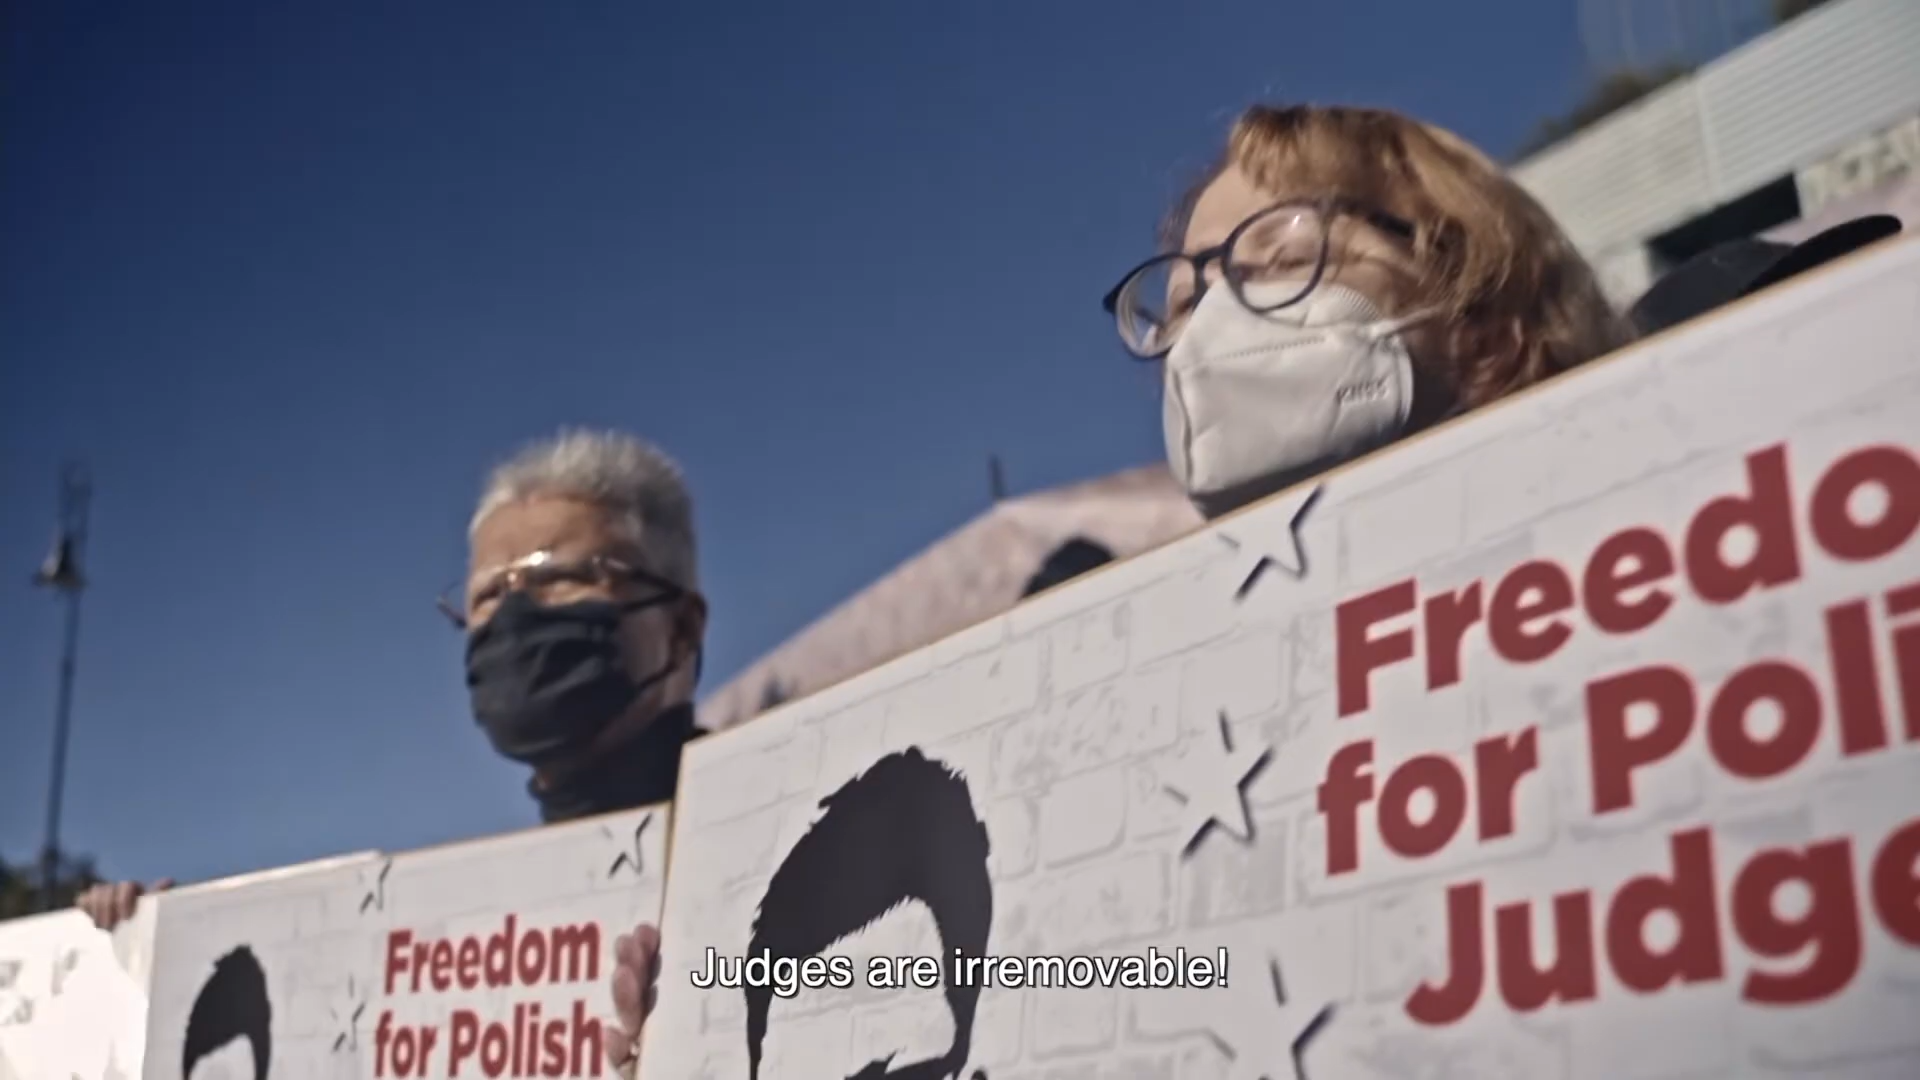 Freedo
for Poli
Judge
Freedom
for Polish
Judges are irremovable!